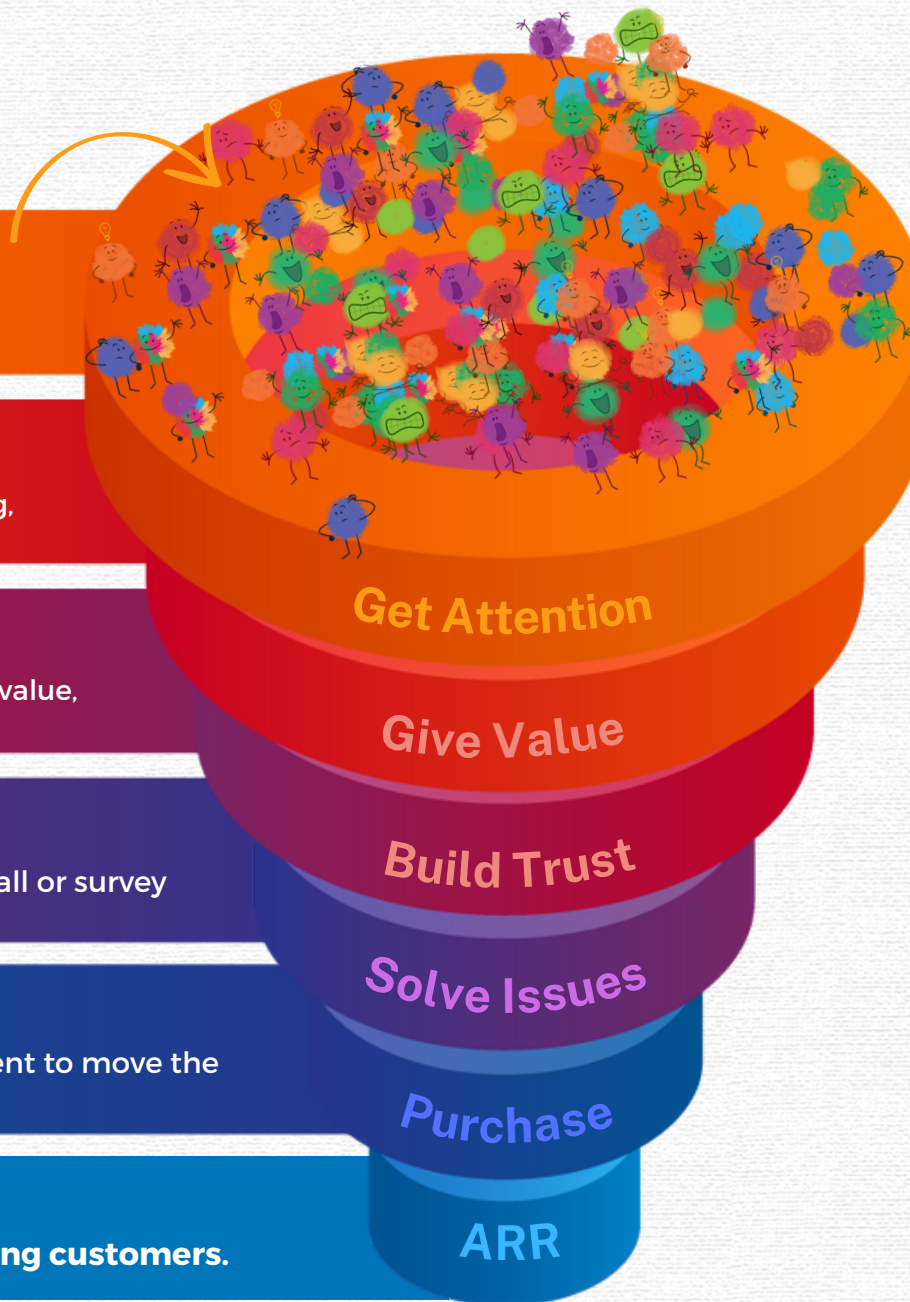 Get Attention
Give Value
value,
Build Trust
all or survey
Solve Issues
ent to move the
Purchase
ng customers.
ARR